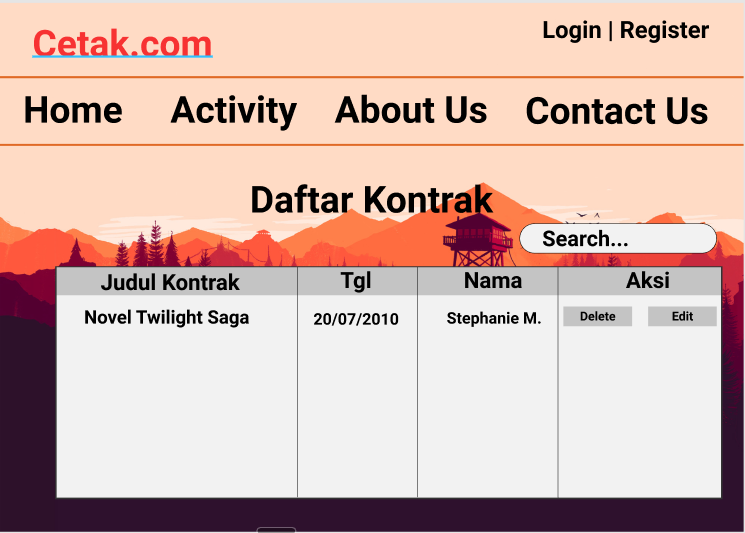 Cetak.com
Login | Register
Home Activity About Us Contact Us
Daftar Kontrak
Search...
Judul Kontrak Tgl Nama Aksi
Novel Twilight Saga 20/07/2010 Stephanie M. Delete Edit